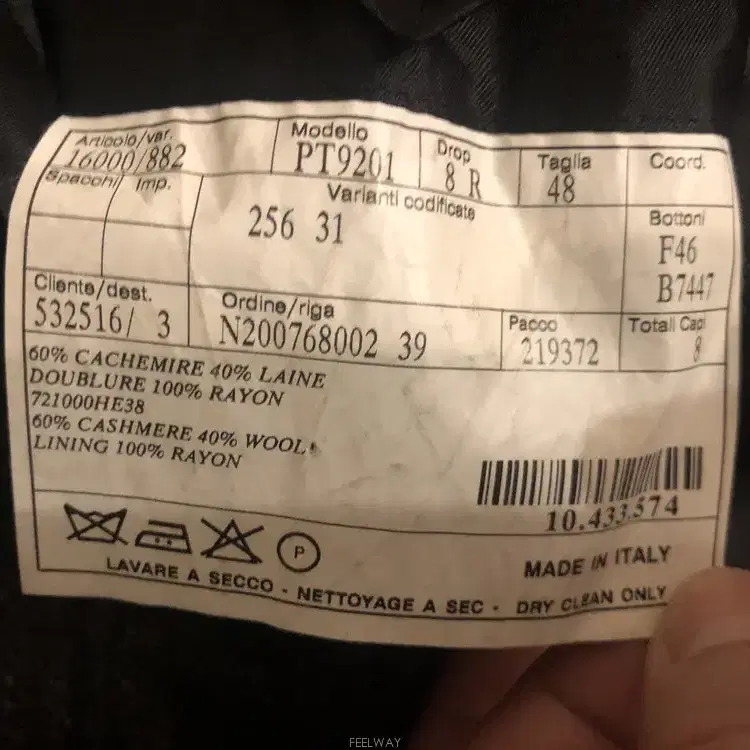 Articolo/var.
16000/882
Modello
PT9201
Drop
8 R
Taglia
48
Coord.
Spacchi
Imp.
Varianti codificate
256 31
Bottoni
F46
B7447
Cliente/dest.
532516/ 3
Ordine/riga
N200768002 39
Pacco
219372
Totali Capi
8
60% CACHEMIRE 40% LAINE
DOUBLURE 100% RAYON
721000HE38
60% CASHMERE 40% WOOL
LINING 100% RAYON
10.433574
P
MADE IN ITALY
LAVARE A SECCO - NETTOYAGE A SEC - DRY CLEAN ONLY
FEELWAY